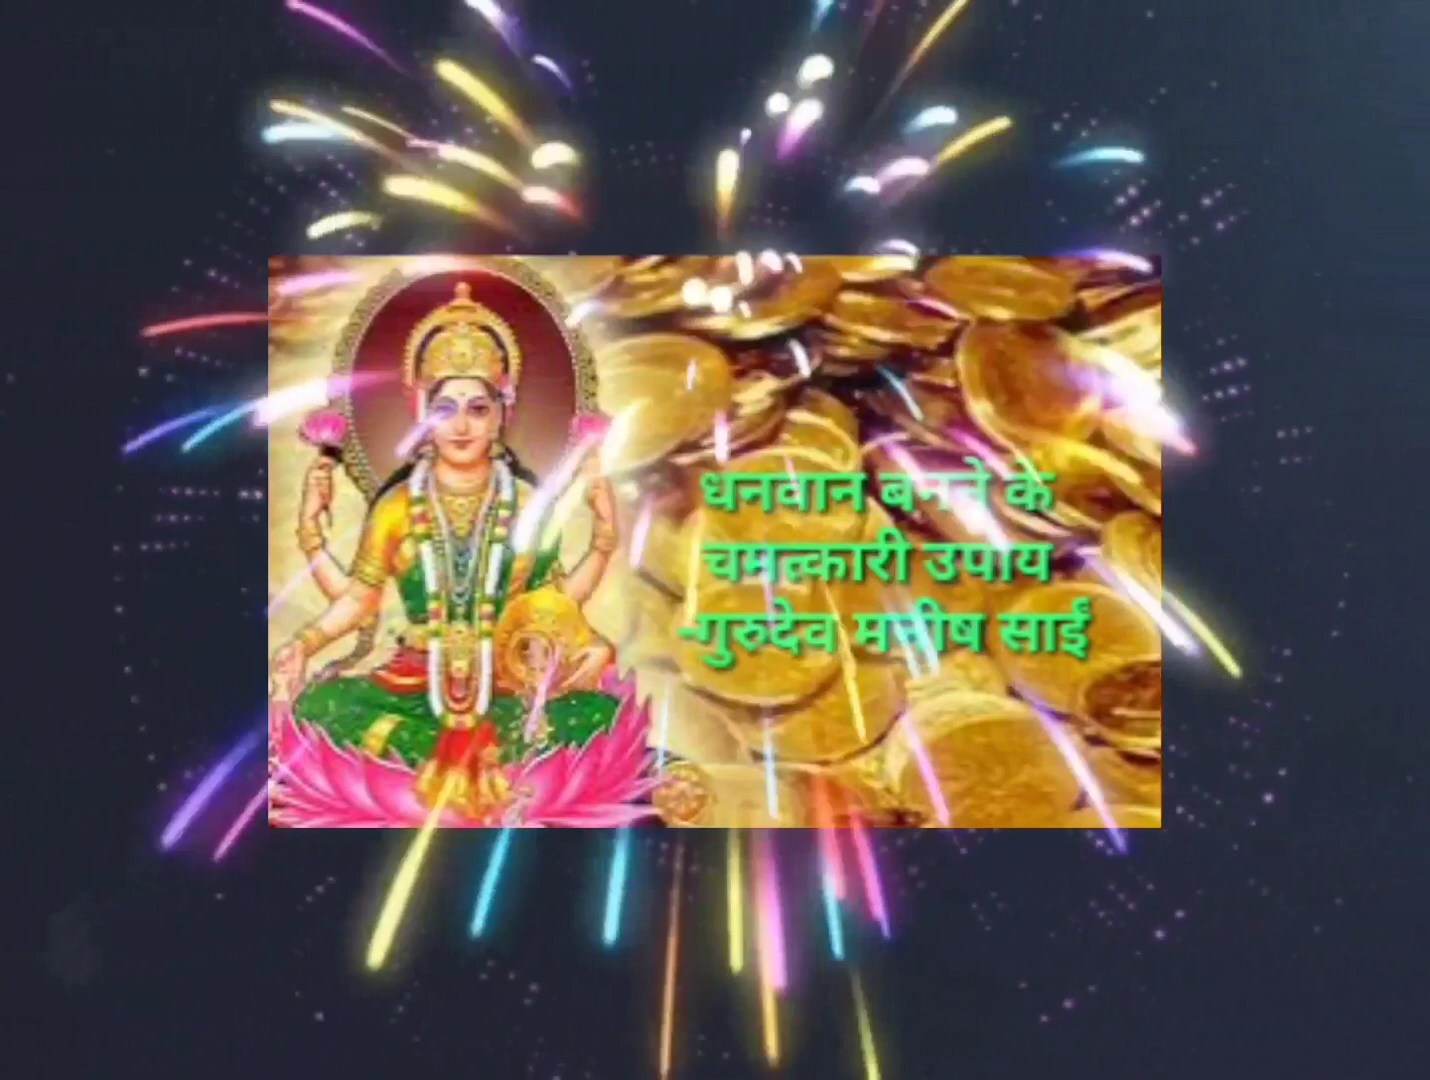 धनवान बनने के
चमत्कारी उपाय
-गुरुदेव मनीष साईं